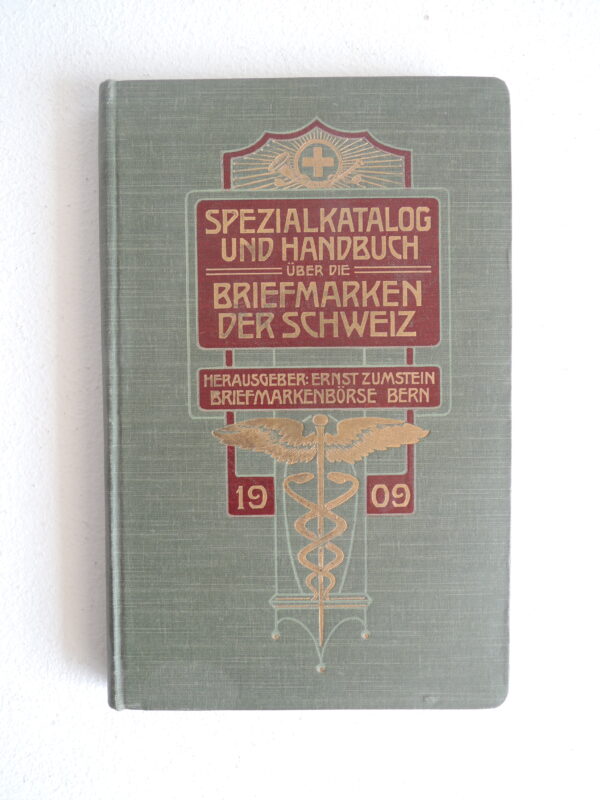 SPEZIALKATALOG
UND HANDBUCH
ÜBER DIE
BRIEFMARKEN
DER SCHWEIZ
HERAUSGEBER: ERNST ZUMSTEIN
BRIEFMARKENBÖRSE BERN
19 09